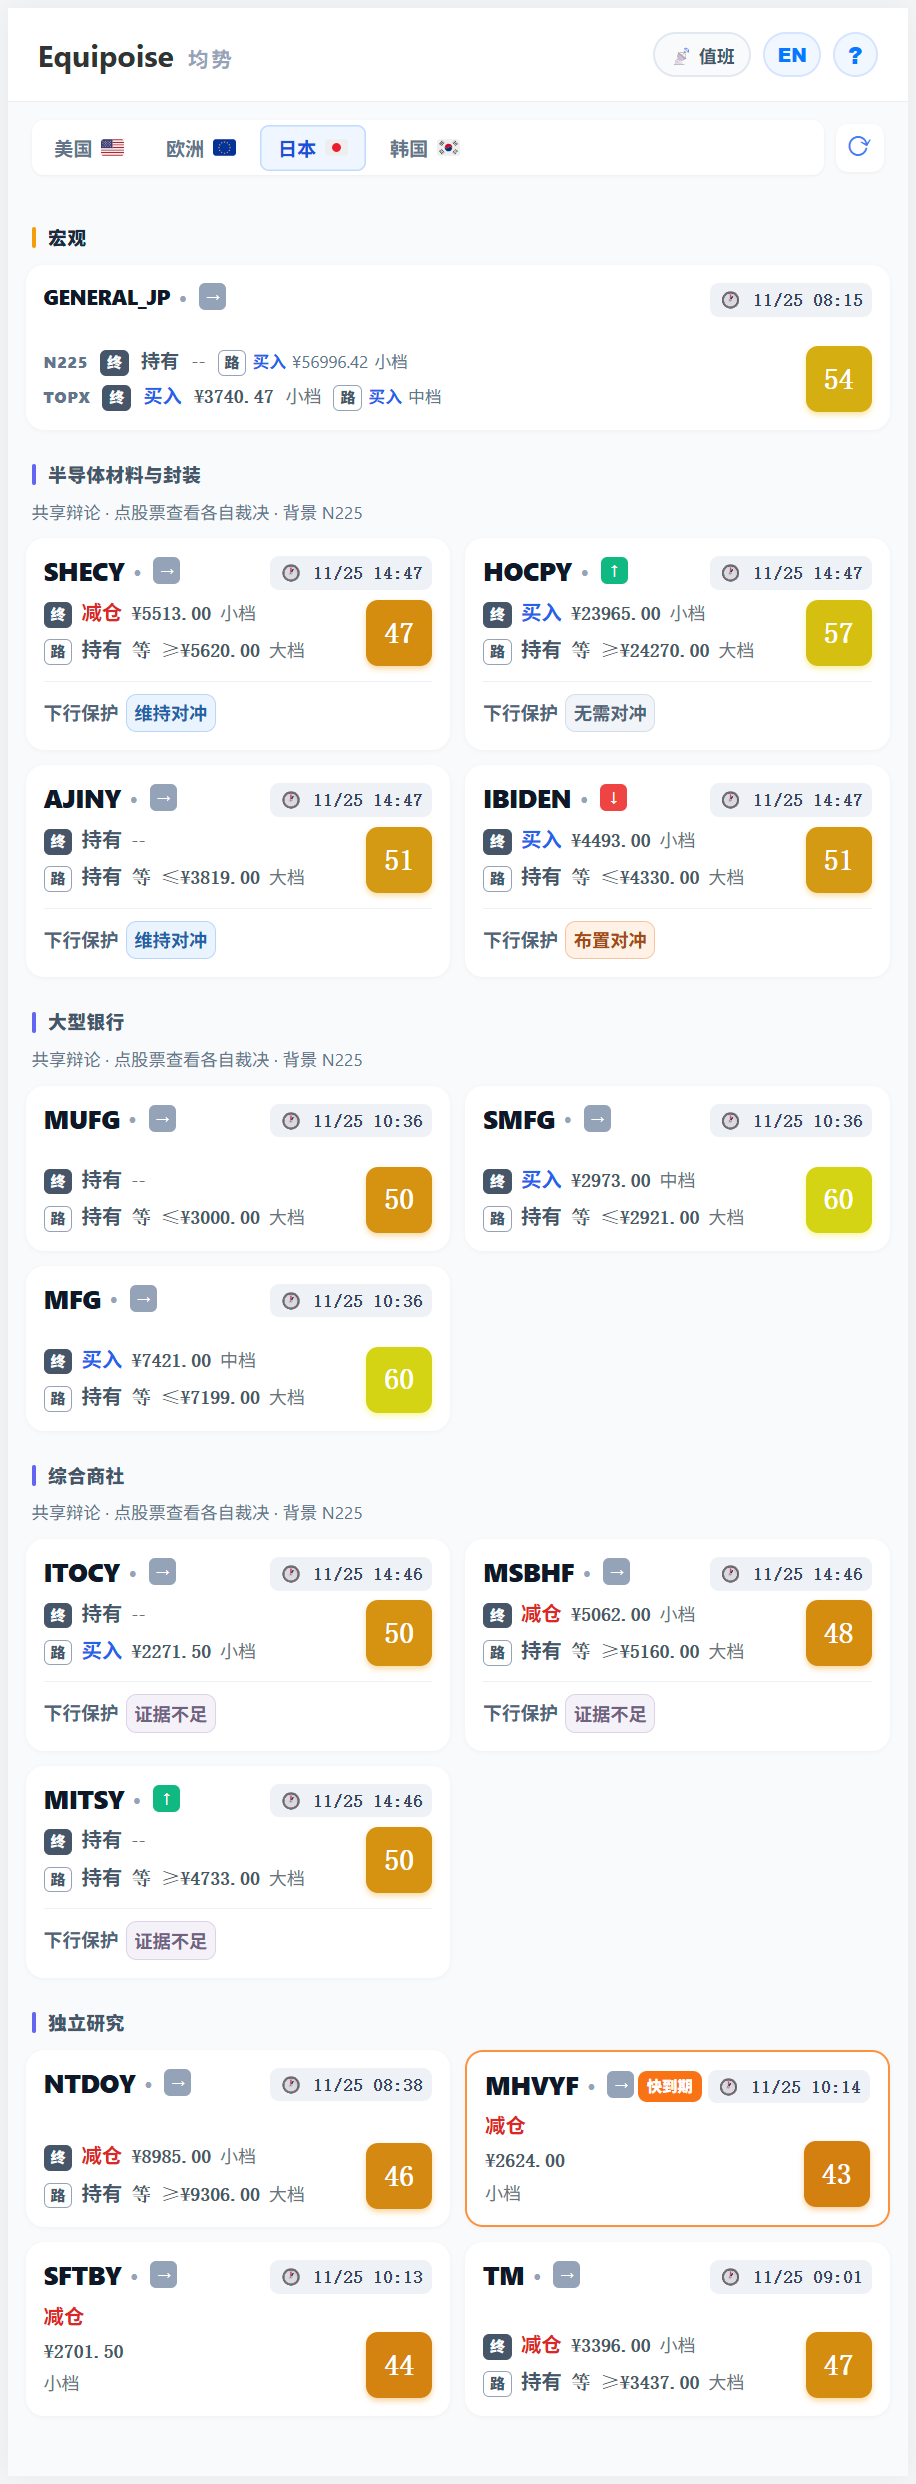 Equipoise 均势
值班
EN
?
美国
欧洲
日本
韩国
宏观
GENERAL_JP • →
11/25 08:15
N225 终 持有 -- 路 买入 ¥56996.42 小档
TOPX 终 买入 ¥3740.47 小档 路 买入 中档
54
半导体材料与封装
共享辩论 · 点股票查看各自裁决 · 背景 N225
SHECY • →
11/25 14:47
终 减仓 ¥5513.00 小档
路 持有 等 ≥¥5620.00 大档
47
下行保护 维持对冲
HOCPY • ↑
11/25 14:47
终 买入 ¥23965.00 小档
路 持有 等 ≥¥24270.00 大档
57
下行保护 无需对冲
AJINY • →
11/25 14:47
终 持有 --
路 持有 等 ≤¥3819.00 大档
51
下行保护 维持对冲
IBIDEN • ↓
11/25 14:47
终 买入 ¥4493.00 小档
路 持有 等 ≤¥4330.00 大档
51
下行保护 布置对冲
大型银行
共享辩论 · 点股票查看各自裁决 · 背景 N225
MUFG • →
11/25 10:36
终 持有 --
路 持有 等 ≤¥3000.00 大档
50
SMFG • →
11/25 10:36
终 买入 ¥2973.00 中档
路 持有 等 ≤¥2921.00 大档
60
MFG • →
11/25 10:36
终 买入 ¥7421.00 中档
路 持有 等 ≤¥7199.00 大档
60
综合商社
共享辩论 · 点股票查看各自裁决 · 背景 N225
ITOCY • →
11/25 14:46
终 持有 --
路 买入 ¥2271.50 小档
50
下行保护 证据不足
MSBHF • →
11/25 14:46
终 减仓 ¥5062.00 小档
路 持有 等 ≥¥5160.00 大档
48
下行保护 证据不足
MITSY • ↑
11/25 14:46
终 持有 --
路 持有 等 ≥¥4733.00 大档
50
下行保护 证据不足
独立研究
NTDOY • →
11/25 08:38
终 减仓 ¥8985.00 小档
路 持有 等 ≥¥9306.00 大档
46
MHVYF • → 快到期
11/25 10:14
减仓
¥2624.00
小档
43
SFTBY • →
11/25 10:13
减仓
¥2701.50
小档
44
TM • →
11/25 09:01
终 减仓 ¥3396.00 小档
路 持有 等 ≥¥3437.00 大档
47